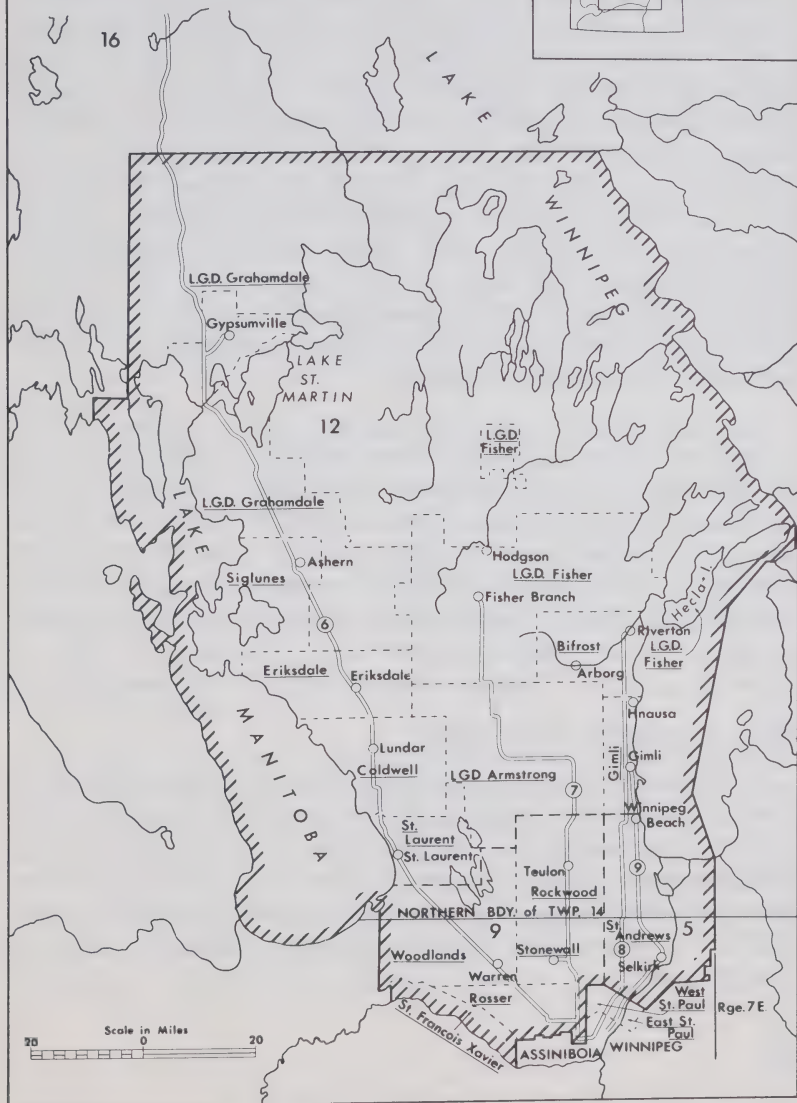 16
LAKE
WINNIPEG
L.G.D. Grahamdale
Gypsumville
LAKE
ST.
MARTIN
12
L.G.D.
Fisher
LAKE
L.G.D. Grahamdale
Hodgson
Ashern
L.G.D. Fisher
Siglunes
Fisher Branch
Hecla I.
6
Riverton
Bifrost
L.G.D.
Fisher
Eriksdale
Eriksdale
Arborg
MANITOBA
Hnausa
Lundar
Gimli
Gimli
Coldwell
LGD Armstrong
7
Winnipeg
Beach
St.
Laurent
St. Laurent
Teulon
9
Rockwood
NORTHERN BDY. of TWP. 14
9
St.
Andrews
5
Woodlands
Stonewall
8
Warren
Selkirk
Rosser
West
St. Paul
Rge. 7 E.
East St.
Paul
St. Francois Xavier
ASSINIBOIA
WINNIPEG
Scale in Miles
20
0
20